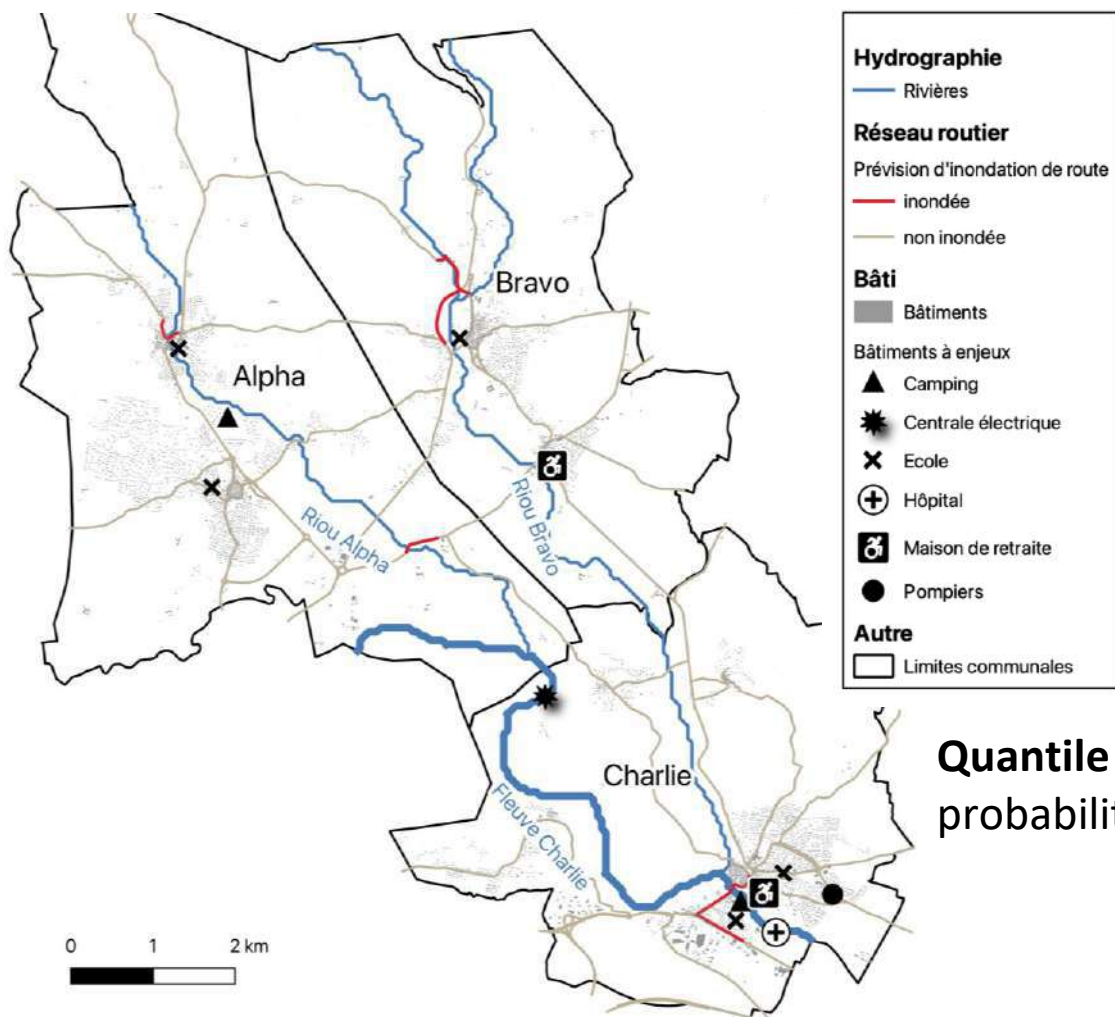 Bravo
Alpha
Riou Alpha
Riou Bravo
Charlie
Fleuve Charlie
0 1 2 km
Hydrographie
Rivières
Réseau routier
Prévision d'inondation de route
inondée
non inondée
Bâti
Bâtiments
Bâtiments à enjeux
Camping
Centrale électrique
Ecole
Hôpital
Maison de retraite
Pompiers
Autre
Limites communales
Quantile
probabilit